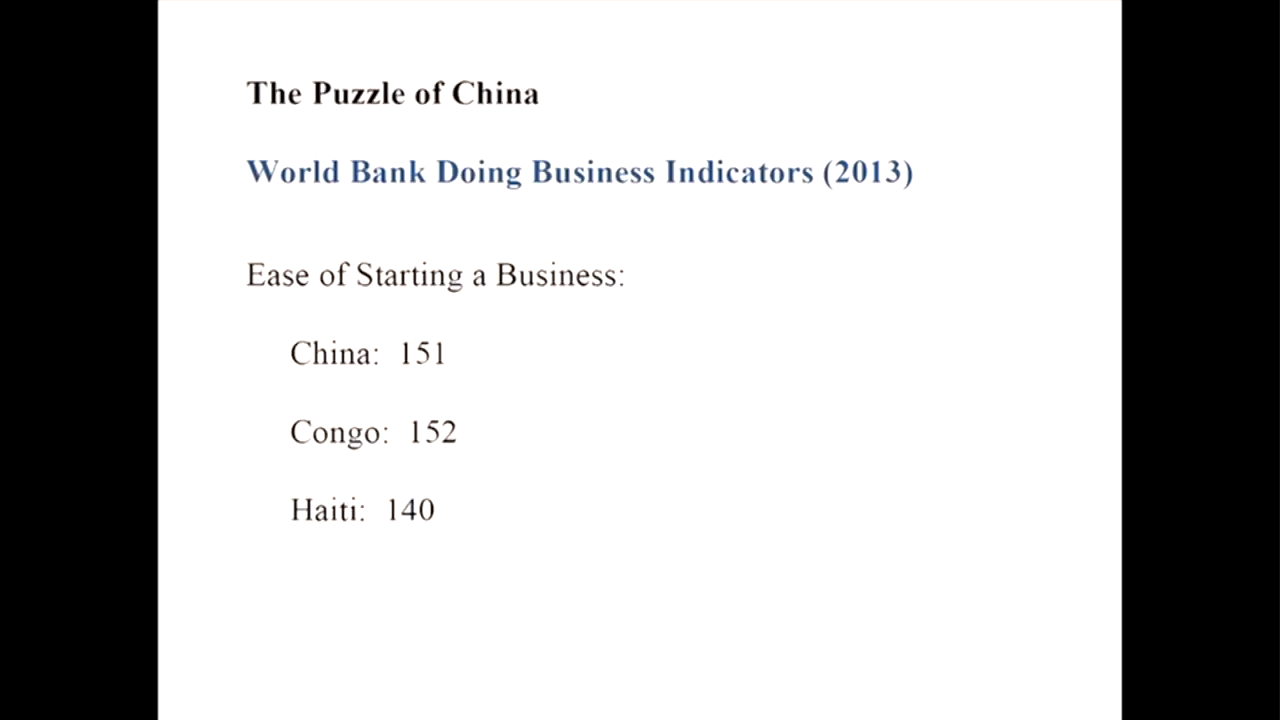 The Puzzle of China
World Bank Doing Business Indicators (2013)
Ease of Starting a Business:
China: 151
Congo: 152
Haiti: 140